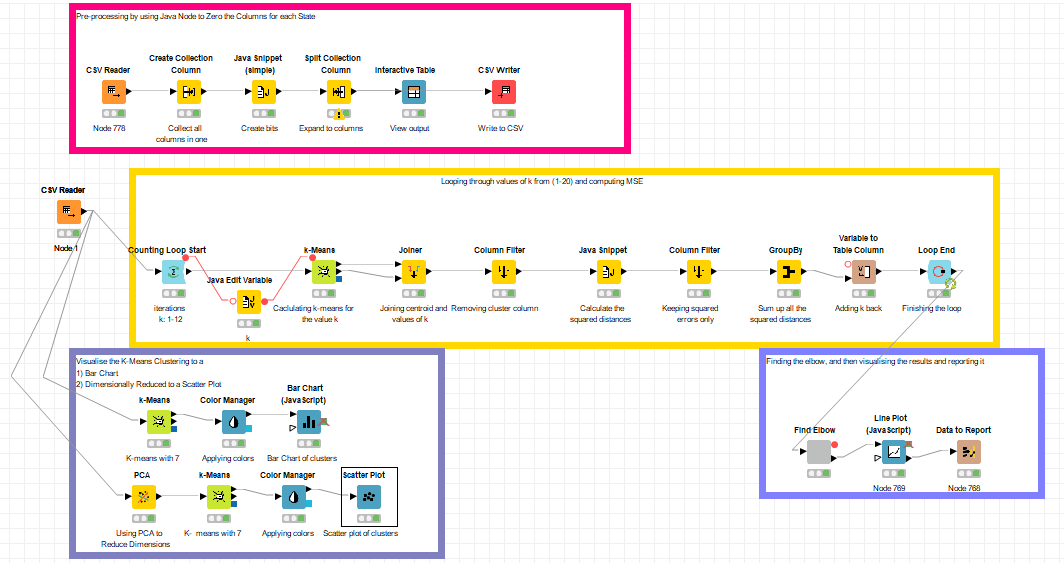 Pre-processing by using Java Node to Zero the Columns for each State
CSV Reader
Create Collection
Column
Java Snippet
(simple)
Split Collection
Column
Interactive Table
CSV Writer
Node 778
Collect all
columns in one
Create bits
Expand to columns
View output
Write to CSV
CSV Reader
Node 1
Looping through values of k from (1-20) and computing MSE
Counting Loop Start
Java Edit Variable
k-Means
Joiner
Column Filter
Java Snippet
Column Filter
GroupBy
Variable to
Table Column
Loop End
iterations
k: 1-12
k
Caclulating k-means for
the value k
Joining centroid and
values of k
Removing cluster column
Calculate the
squared distances
Keeping squared
errors only
Sum up all the
squared distances
Adding k back
Finishing the loop
Visualise the K-Means Clustering to a
1) Bar Chart
2) Dimensionally Reduced to a Scatter Plot
k-Means
Color Manager
Bar Chart
(JavaScript)
K-means with 7
Applying colors
Bar Chart of clusters
PCA
k-Means
Color Manager
Scatter Plot
Using PCA to
Reduce Dimensions
K- means with 7
Applying colors
Scatter plot of clusters
Finding the elbow, and then visualising the results and reporting it
Find Elbow
Line Plot
(JavaScript)
Data to Report
Node 769
Node 768